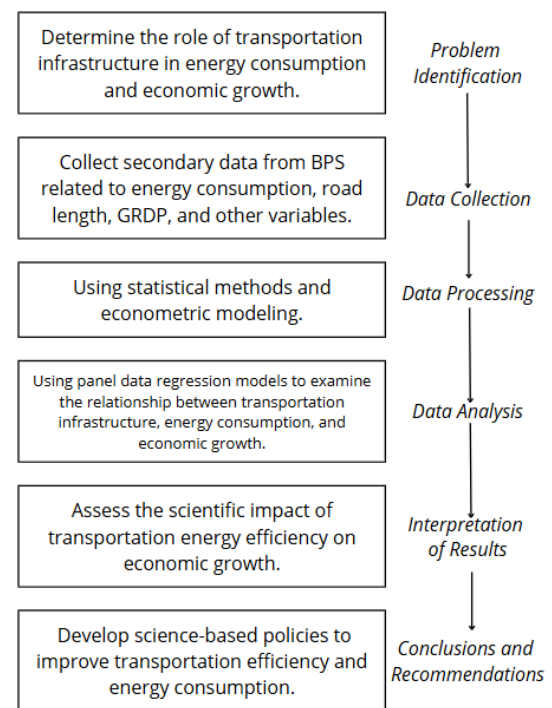 Determine the role of transportation
infrastructure in energy consumption
and economic growth.
Problem
Identification
Collect secondary data from BPS
related to energy consumption, road
length, GRDP, and other variables.
Data Collection
Using statistical methods and
econometric modeling.
Data Processing
Using panel data regression models to examine
the relationship between transportation
infrastructure, energy consumption, and
economic growth.
Data Analysis
Assess the scientific impact of
transportation energy efficiency on
economic growth.
Interpretation
of Results
Develop science-based policies to
improve transportation efficiency and
energy consumption.
Conclusions and
Recommendations